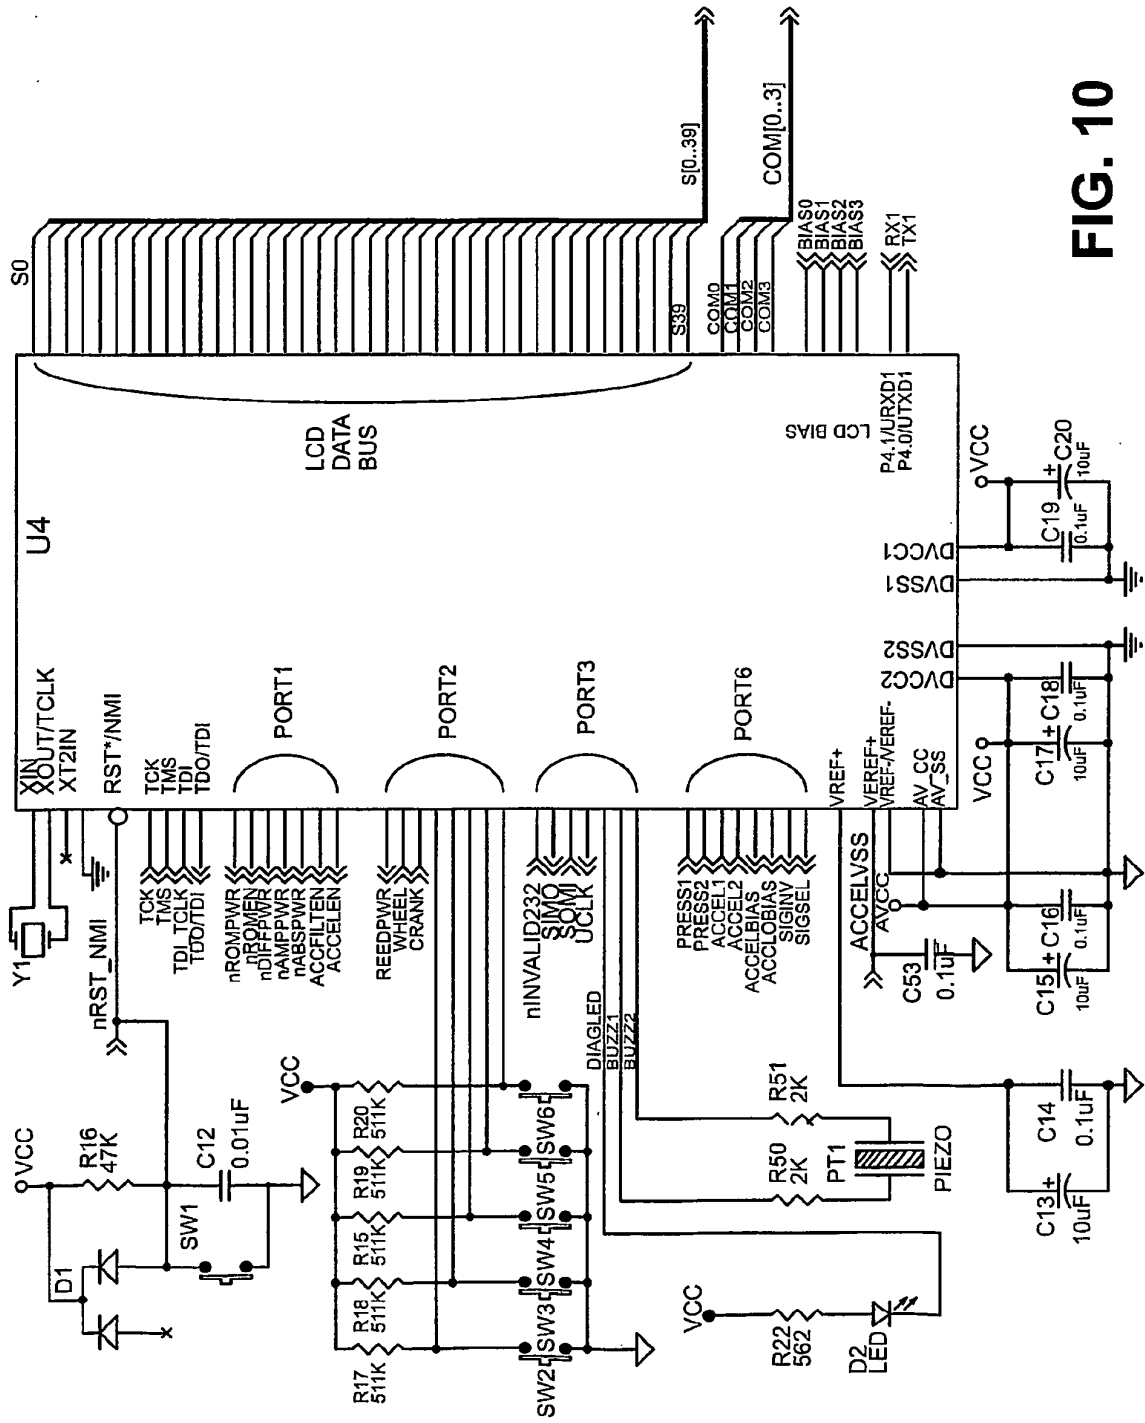 FIG. 10
U4
XIN
XOUT/TCLK
XT2IN
RST*/NMI
TCK
TMS
TDI
TDO/TDI
PORT1
PORT2
PORT3
PORT6
VREF+
VEREF+
VREF-/VEREF-
AV_CC
AV_SS
LCD
DATA
BUS
LCD BIAS
P4.1/URXD1
P4.0/UTXD1
DVCC1
DVSS1
DVSS2
DVCC2
S0
S39
S[0..39]
COM0
COM1
COM2
COM3
COM[0..3]
BIAS0
BIAS1
BIAS2
BIAS3
RX1
TX1
Y1
nRST_NMI
TCK
TMS
TDI_TCLK
TDO/TDI
nROMPWR
nROMEN
nDIFFPWR
nAMPPWR
nABSPWR
ACCFILTEN
ACCELEN
REEDPWR
WHEEL
CRANK
nINVALID232
SIMO
SOMI
UCLK
DIAGLED
BUZZ1
BUZZ2
PRESS1
PRESS2
ACCEL1
ACCEL2
ACCELBIAS
ACCLOBIAS
SIGINV
SIGSEL
ACCELVSS
AVCC
VCC
R16
47K
C12
0.01uF
SW1
D1
VCC
R20
511K
R19
511K
R15
511K
R18
511K
R17
511K
SW6
SW5
SW4
SW3
SW2
R51
2K
R50
2K
PT1
PIEZO
VCC
R22
562
D2
LED
C53
0.1uF
C14
0.1uF
C13 +
10uF
C15 +
10uF
C16
0.1uF
VCC
C17 +
10uF
C18
0.1uF
VCC
C19
0.1uF
+ C20
10uF